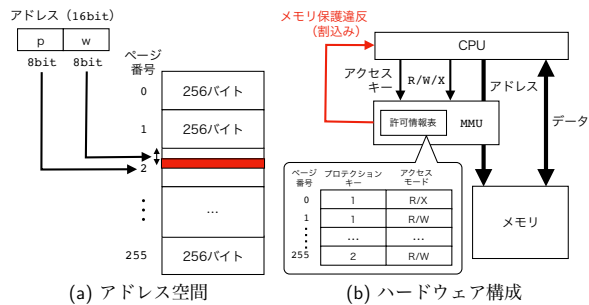 アドレス（16bit）
p w
8bit 8bit
ページ
番号
0 256バイト
1 256バイト
2
⋮ …
255 256バイト
(a) アドレス空間
メモリ保護違反
（割込み）
CPU
アクセス
キー
R/W/X
アドレス
データ
許可情報表
MMU
ページ
番号
プロテクション
キー
アクセス
モード
0 1 R/X
1 1 R/W
⋮ … …
255 2 R/W
メモリ
(b) ハードウェア構成